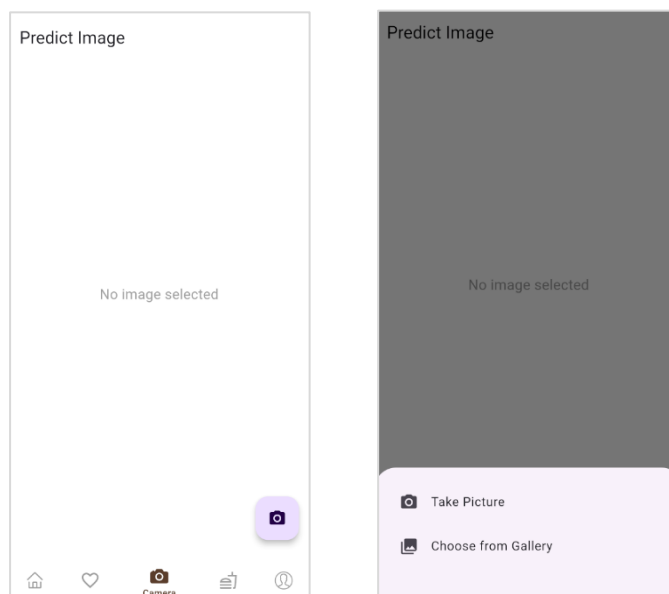 Predict Image
No image selected
Camera
Predict Image
No image selected
Take Picture
Choose from Gallery